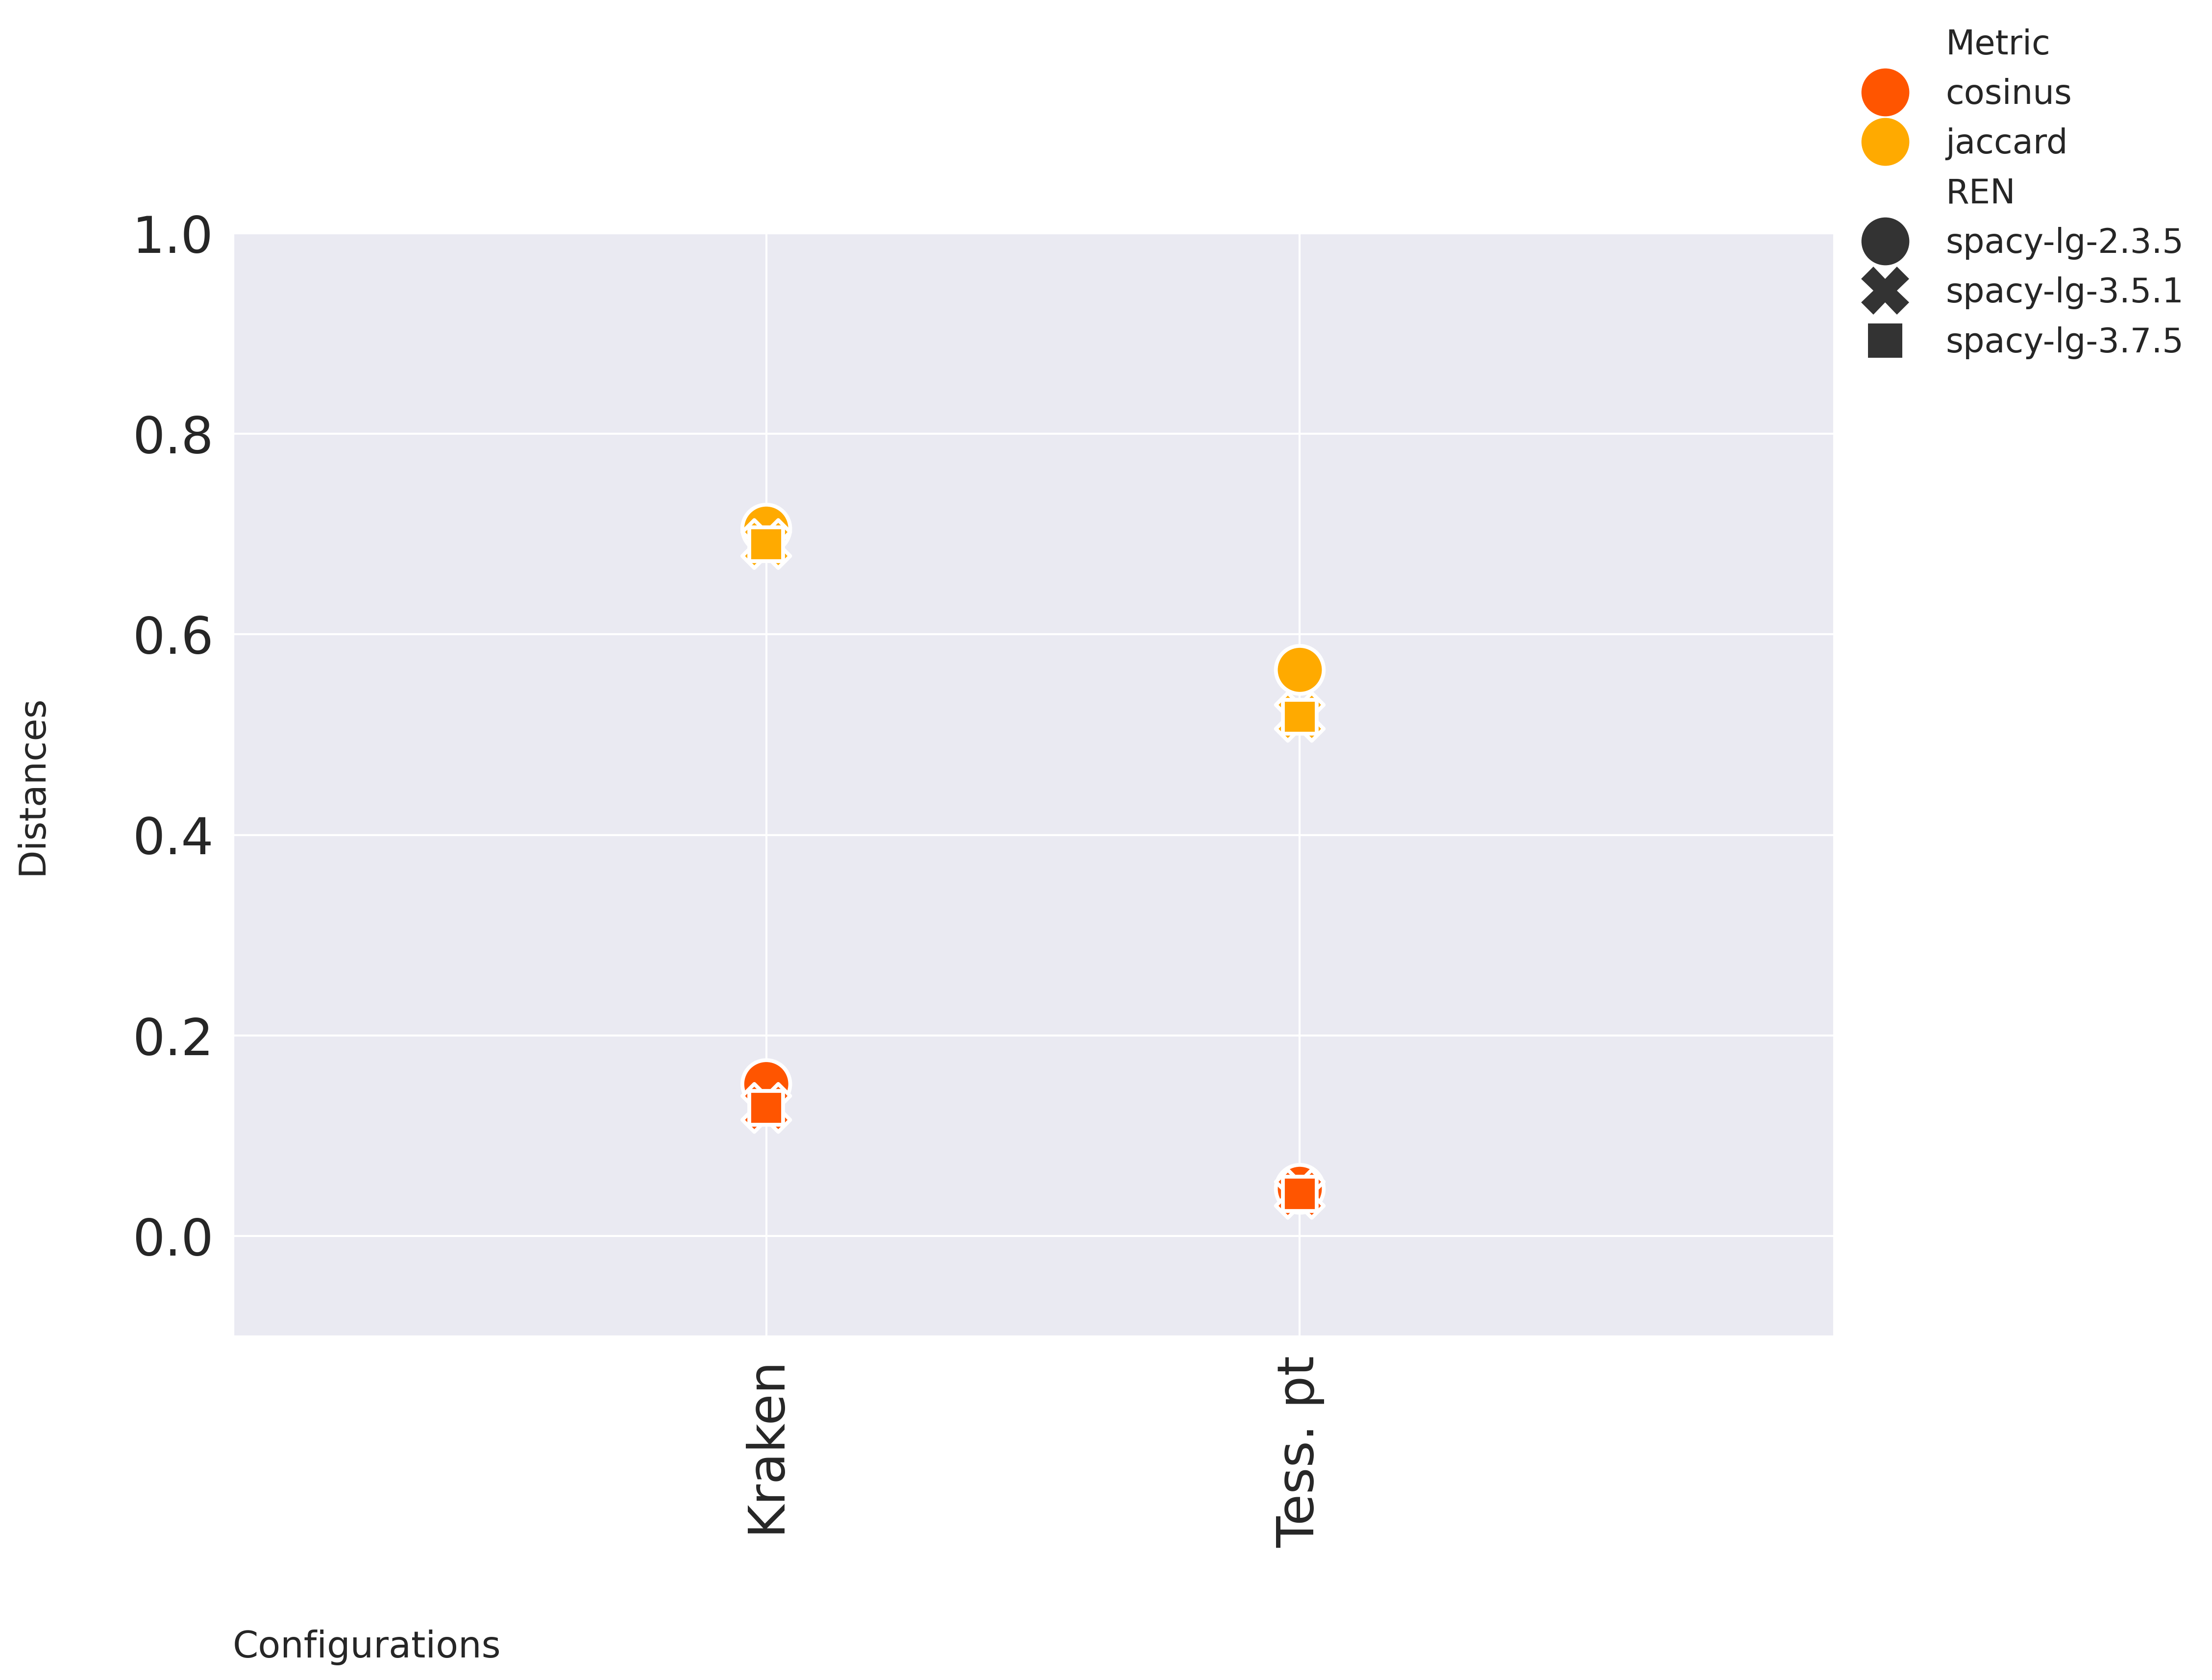 Metric
cosinus
jaccard
REN
spacy-lg-2.3.5
spacy-lg-3.5.1
spacy-lg-3.7.5
1.0
0.8
0.6
0.4
0.2
0.0
Distances
Kraken
Tess. pt
Configurations